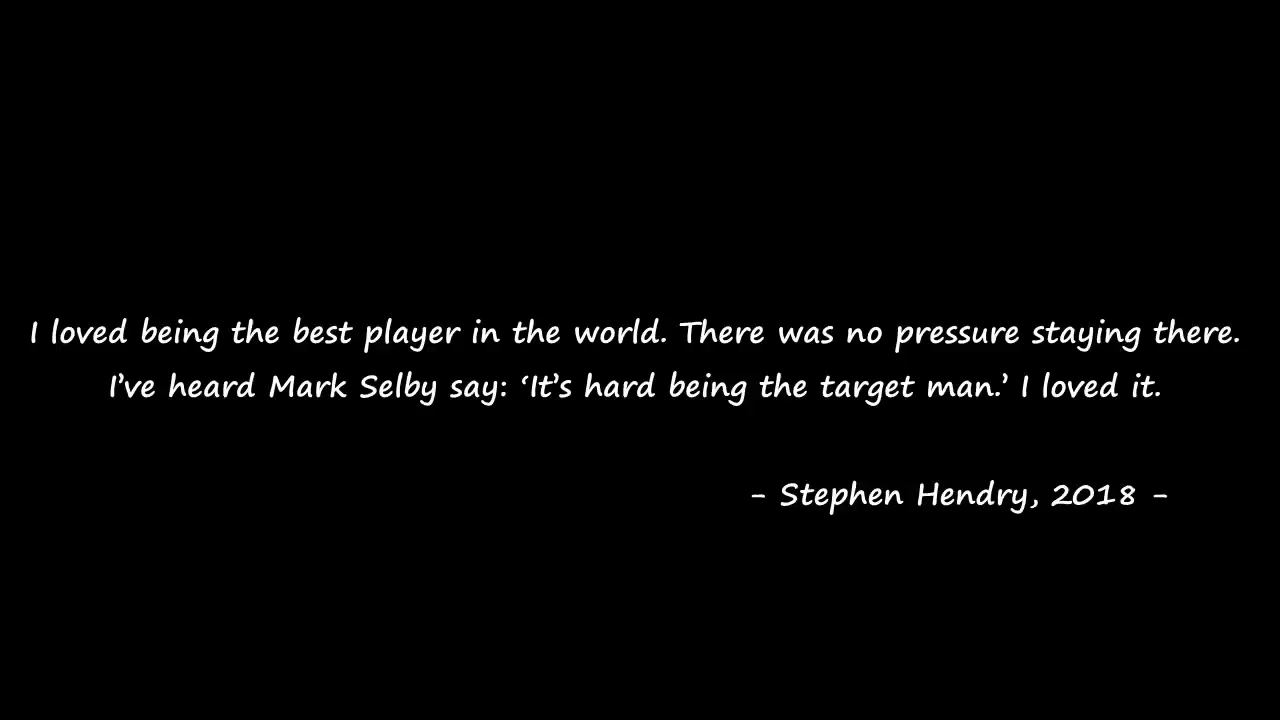 I loved being the best player in the world. There was no pressure staying there.
I’ve heard Mark Selby say: ‘It’s hard being the target man.’ I loved it.
- Stephen Hendry, 2018 -